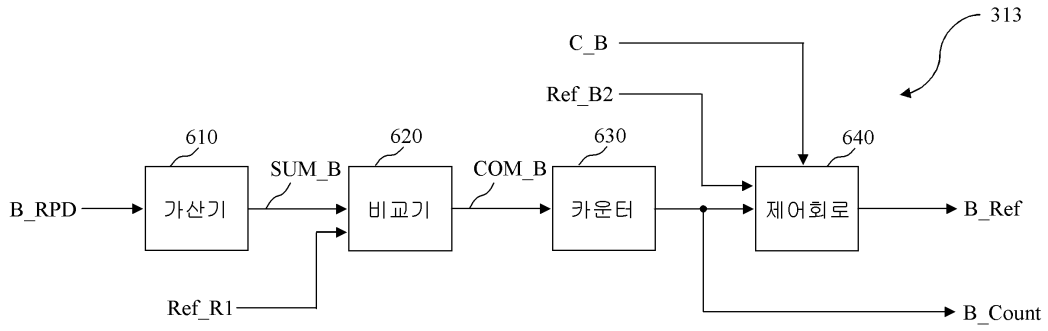 313
C_B
Ref_B2
610
620
630
640
SUM_B
COM_B
B_RPD
가산기
비교기
카운터
제어회로
B_Ref
Ref_R1
B_Count